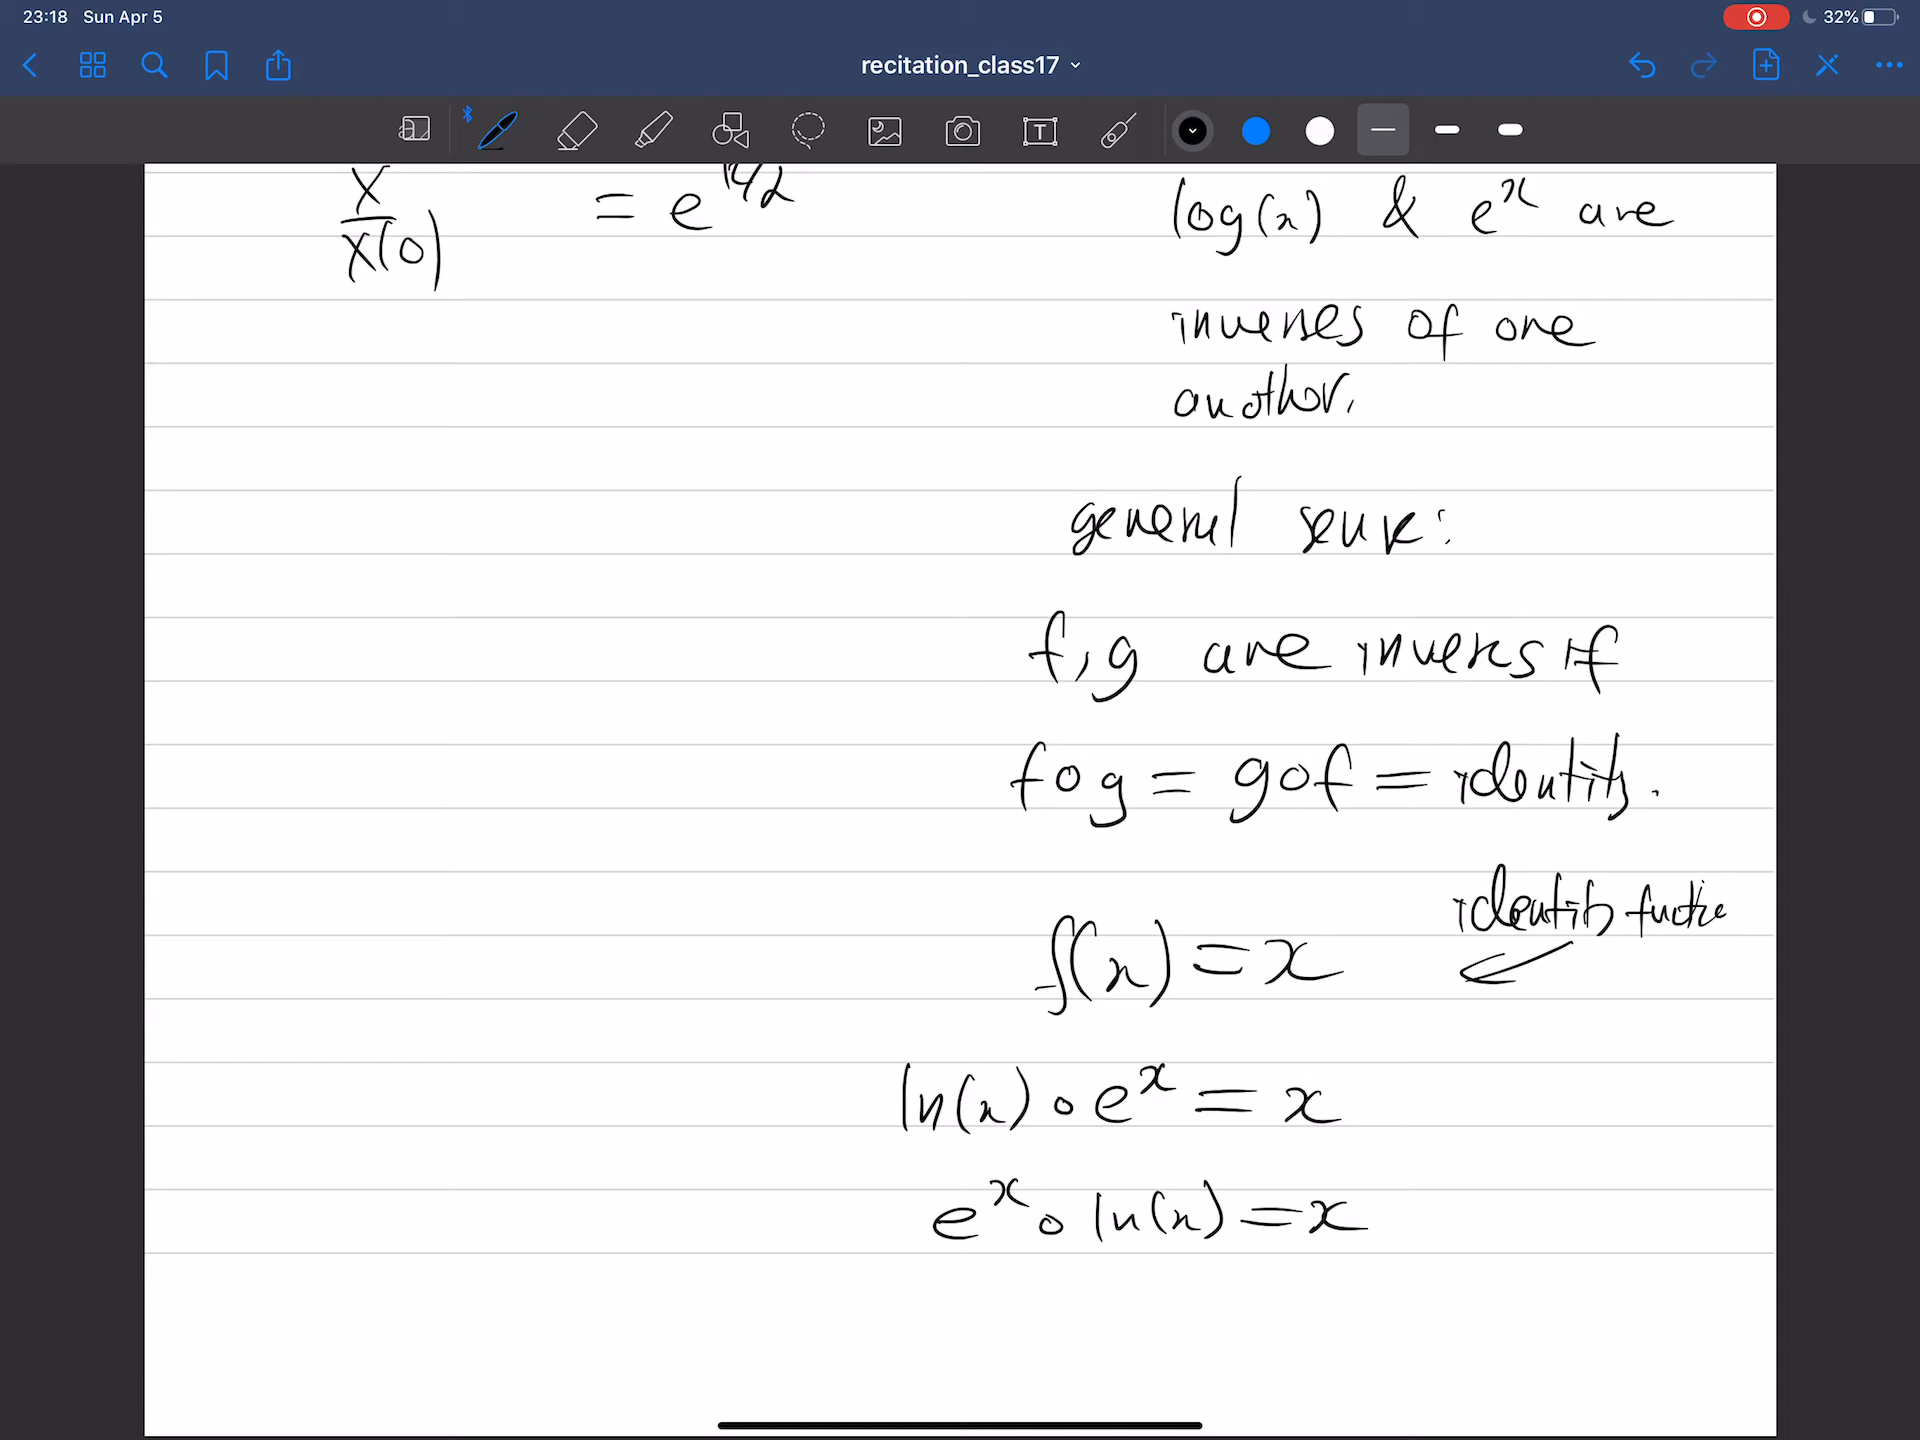 23:18 Sun Apr 5
32%
recitation_class17
T
X
X(0)
= e
log(x) & e^x are
inverses of one
another.
general sense:
f, g are inverses if
f∘g = g∘f = identity.
identity function
f(x) = x
ln(x) ∘ e^x = x
e^x ∘ ln(x) = x